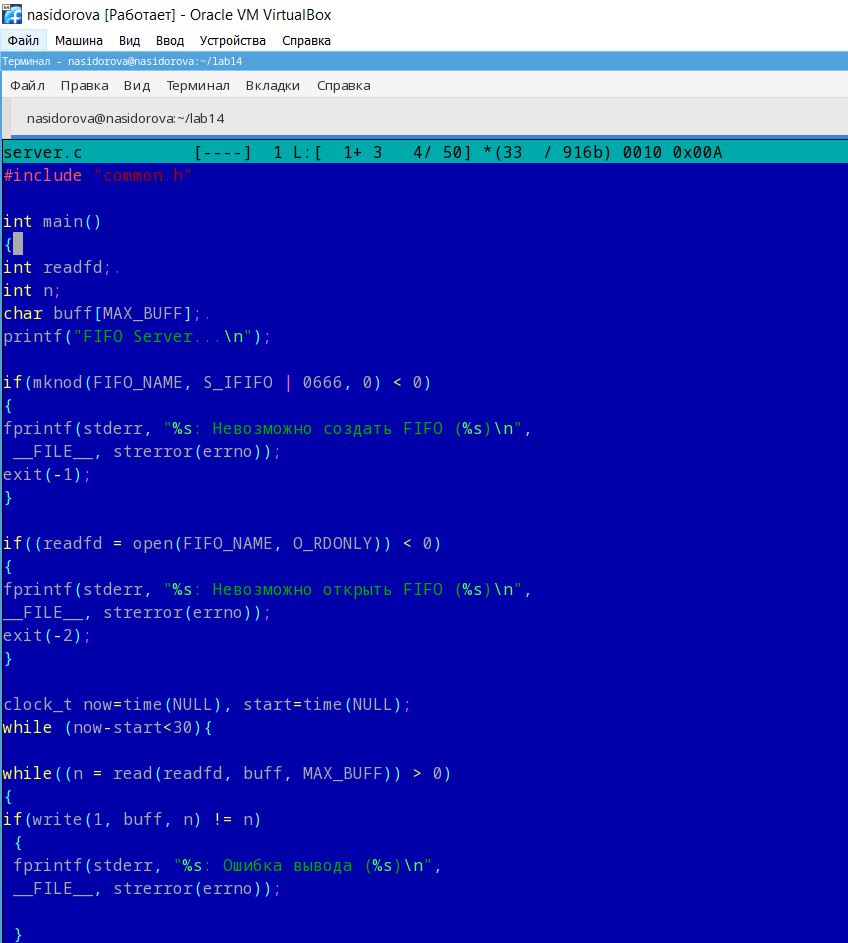 nasidorova [Работает] - Oracle VM VirtualBox
Файл Машина Вид Ввод Устройства Справка
Терминал - nasidorova@nasidorova:~/lab14
Файл Правка Вид Терминал Вкладки Справка
nasidorova@nasidorova:~/lab14
server.c [----] 1 L:[ 1+ 3 4/ 50] *(33 / 916b) 0010 0x00A
#include "common.h"
int main()
{
int readfd;.
int n;
char buff[MAX_BUFF];.
printf("FIFO Server...\n");
if(mknod(FIFO_NAME, S_IFIFO | 0666, 0) < 0)
{
fprintf(stderr, "%s: Невозможно создать FIFO (%s)\n",
__FILE__, strerror(errno));
exit(-1);
}
if((readfd = open(FIFO_NAME, O_RDONLY)) < 0)
{
fprintf(stderr, "%s: Невозможно открыть FIFO (%s)\n",
__FILE__, strerror(errno));
exit(-2);
}
clock_t now=time(NULL), start=time(NULL);
while (now-start<30){
while((n = read(readfd, buff, MAX_BUFF)) > 0)
{
if(write(1, buff, n) != n)
{
fprintf(stderr, "%s: Ошибка вывода (%s)\n",
__FILE__, strerror(errno));
}